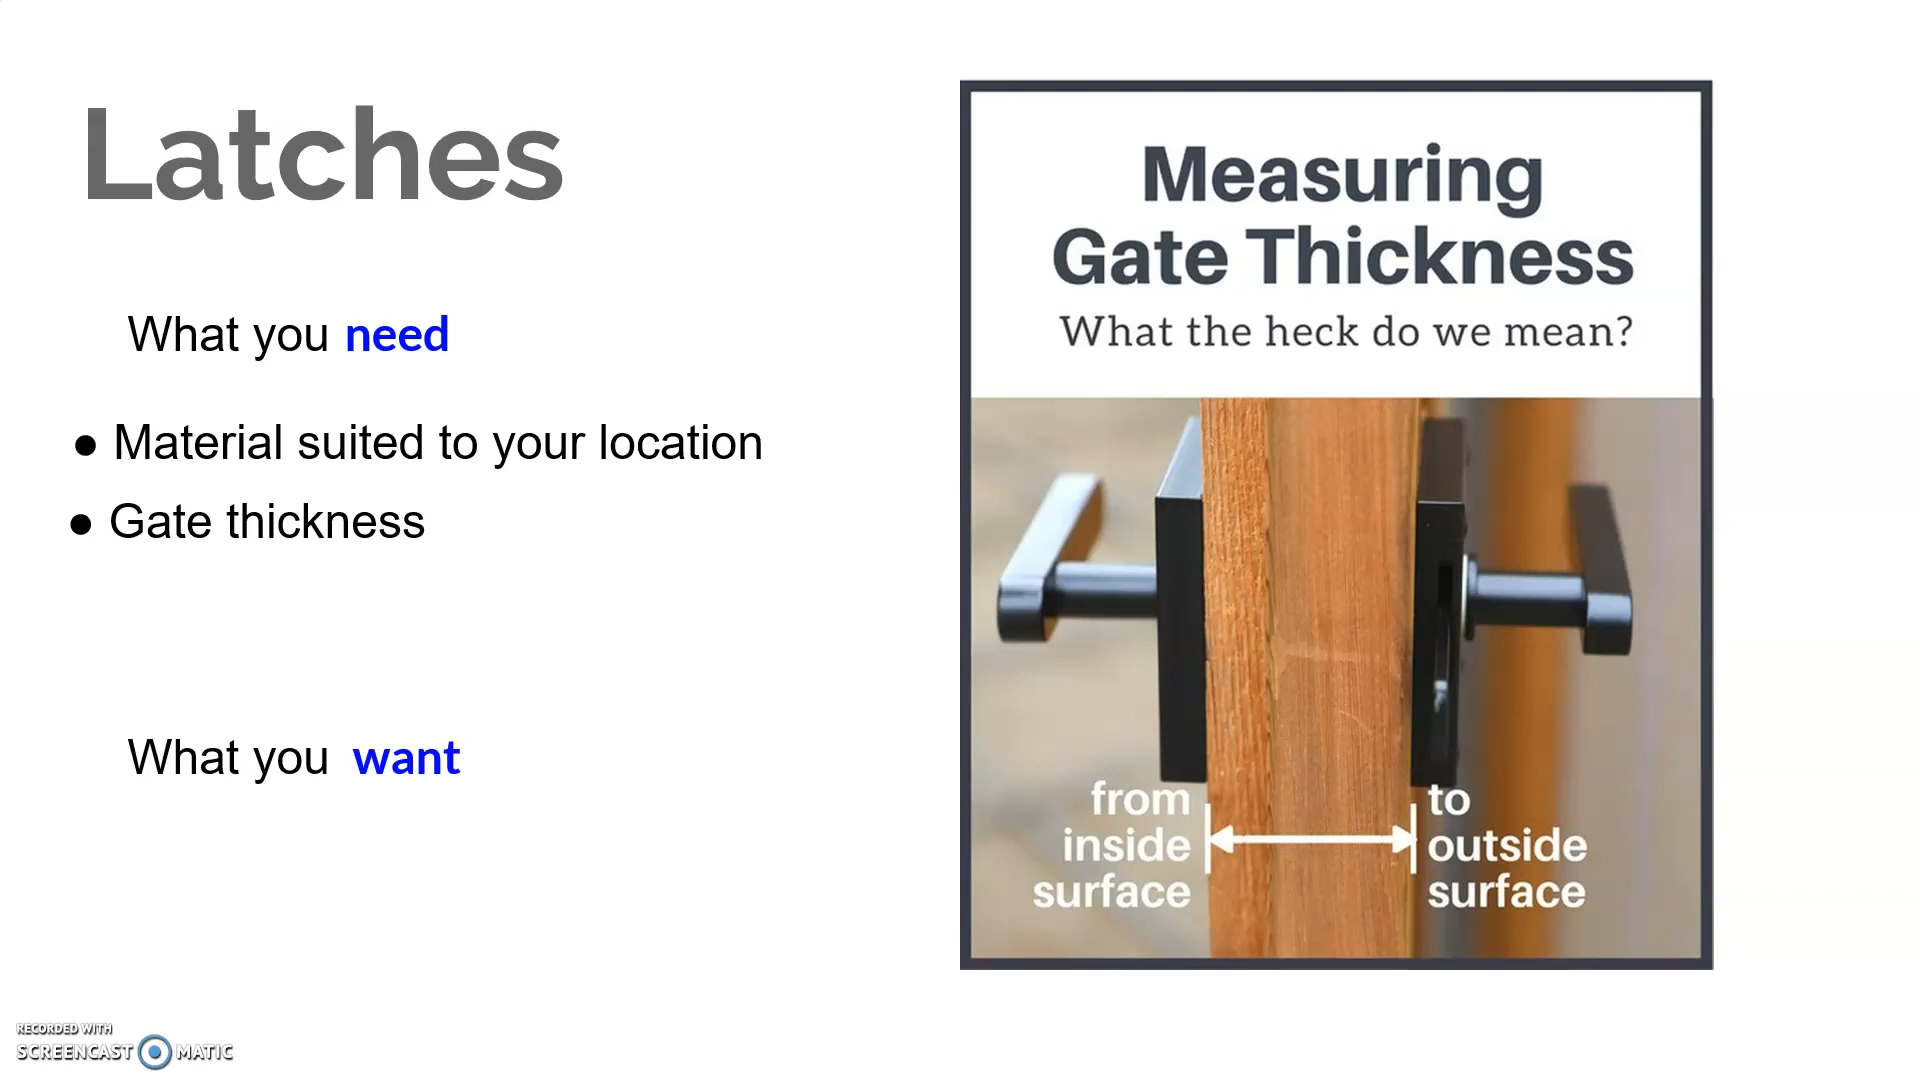 Latches
What you need
● Material suited to your location
● Gate thickness
What you want
Measuring
Gate Thickness
What the heck do we mean?
from
inside
surface
to
outside
surface
RECORDED WITH
SCREENCAST MATIC